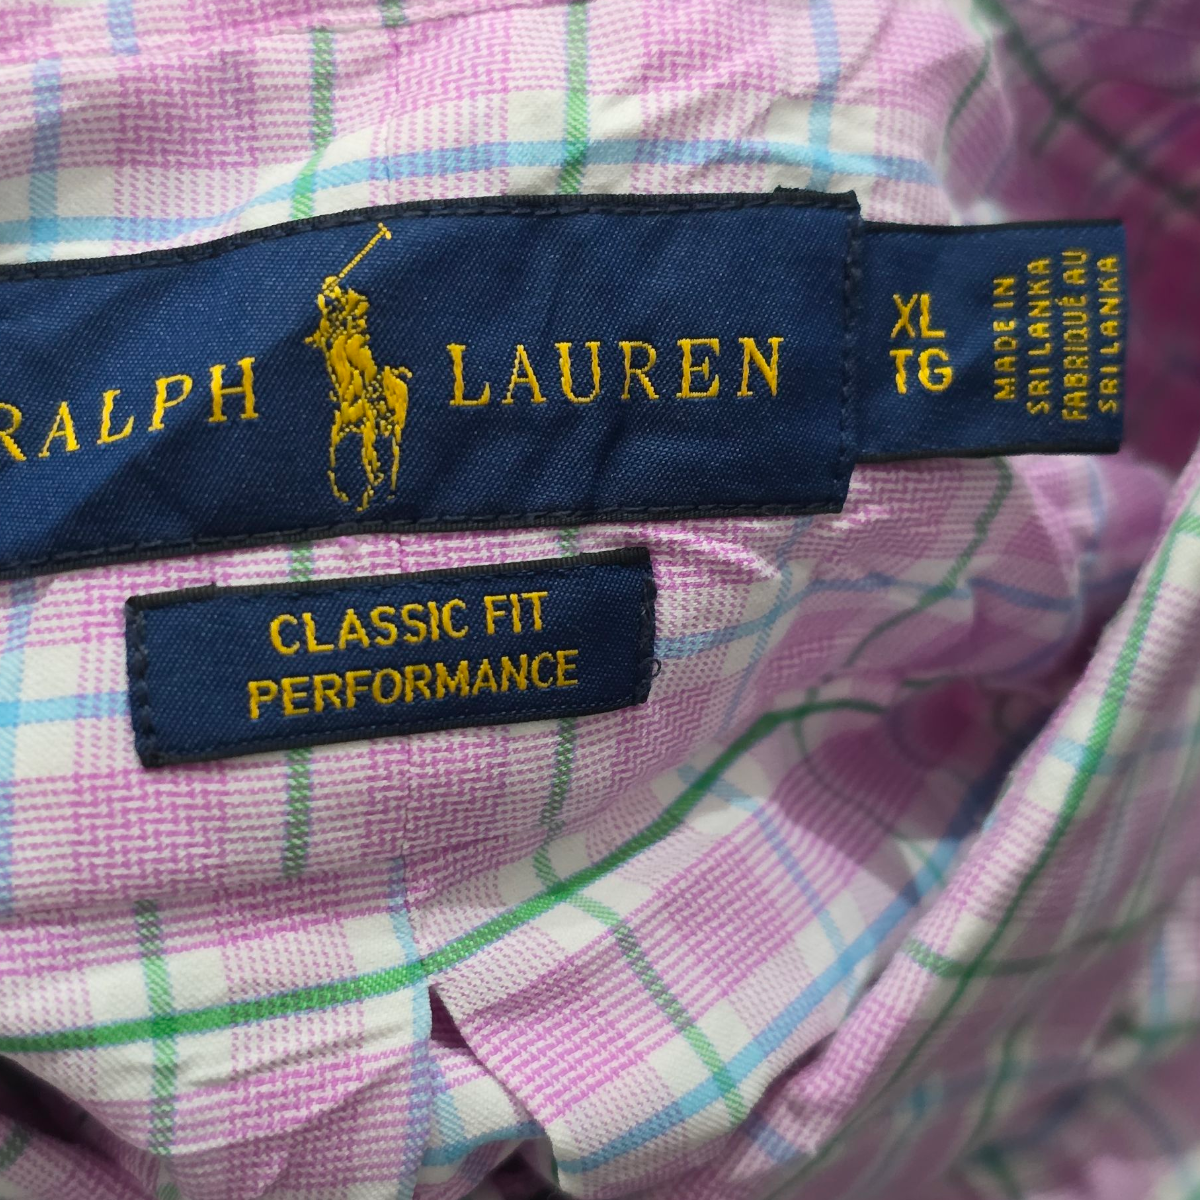 RALPH LAUREN
XL
TG
MADE IN
SRI LANKA
FABRIQUÉ AU
SRI LANKA
CLASSIC FIT
PERFORMANCE